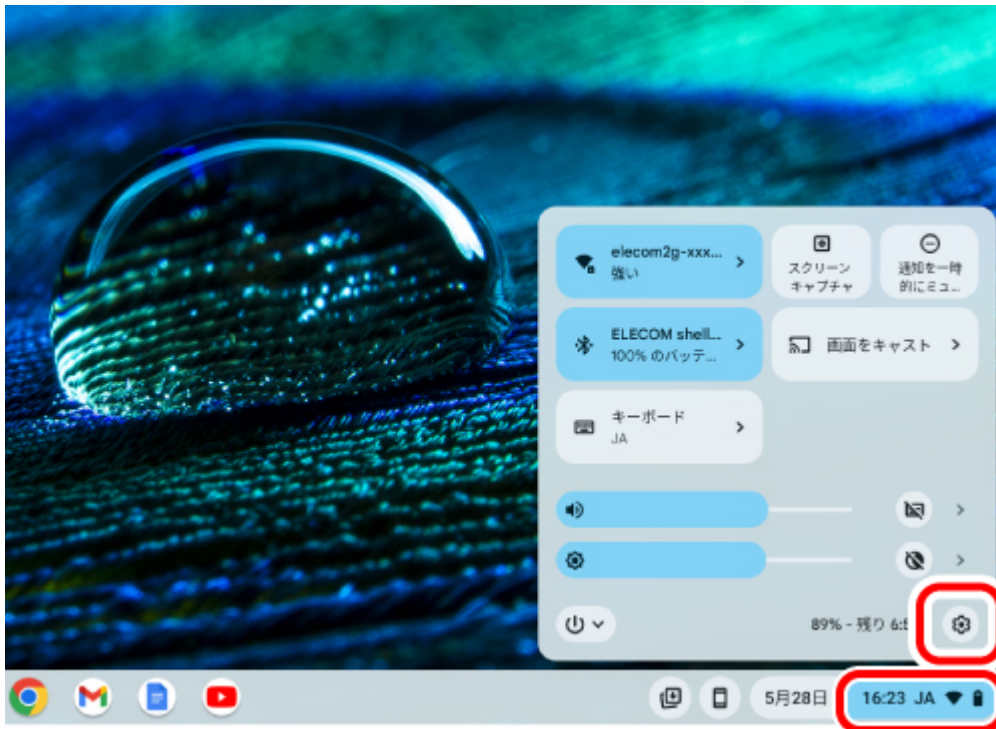 elecom2g-xxx...
強い
スクリーン
キャプチャ
通知を一時
的にミュ...
ELECOM shell...
100% のバッテ...
画面をキャスト
キーボード
JA
89% - 残り 6:5
5月28日
16:23 JA